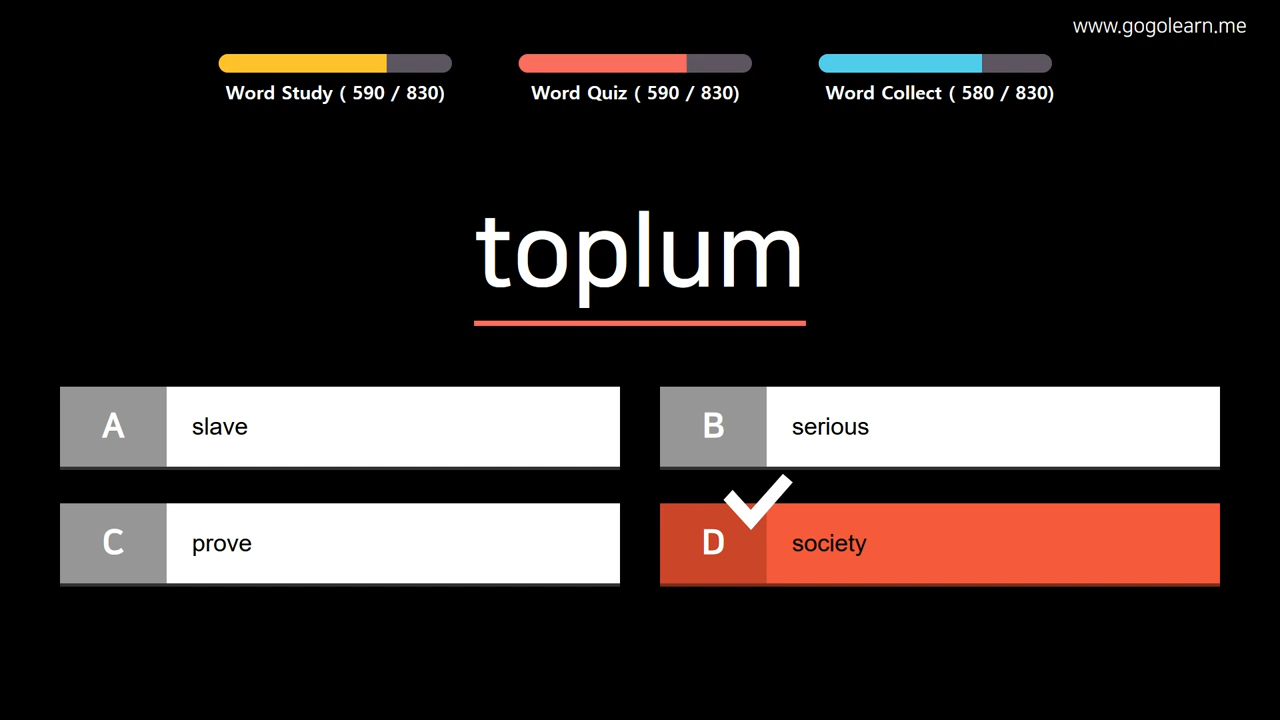 www.gogolearn.me
Word Study ( 590 / 830)
Word Quiz ( 590 / 830)
Word Collect ( 580 / 830)
toplum
A slave
B serious
C prove
D society